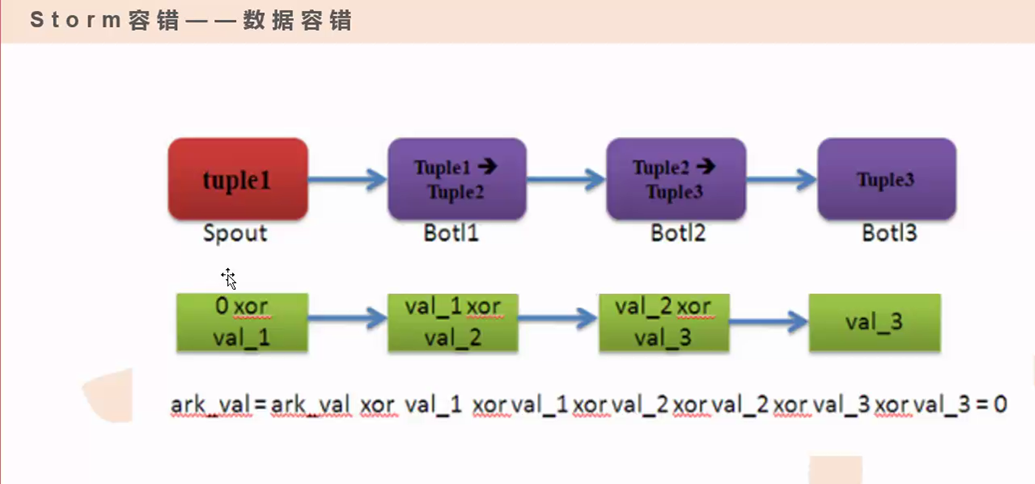 Storm容错——数据容错
tuple1
Tuple1 ➔
Tuple2
Tuple2 ➔
Tuple3
Tuple3
Spout
Botl1
Botl2
Botl3
0 xor
val_1
val_1 xor
val_2
val_2 xor
val_3
val_3
ark_val = ark_val xor val_1 xor val_1 xor val_2 xor val_2 xor val_3 xor val_3 = 0